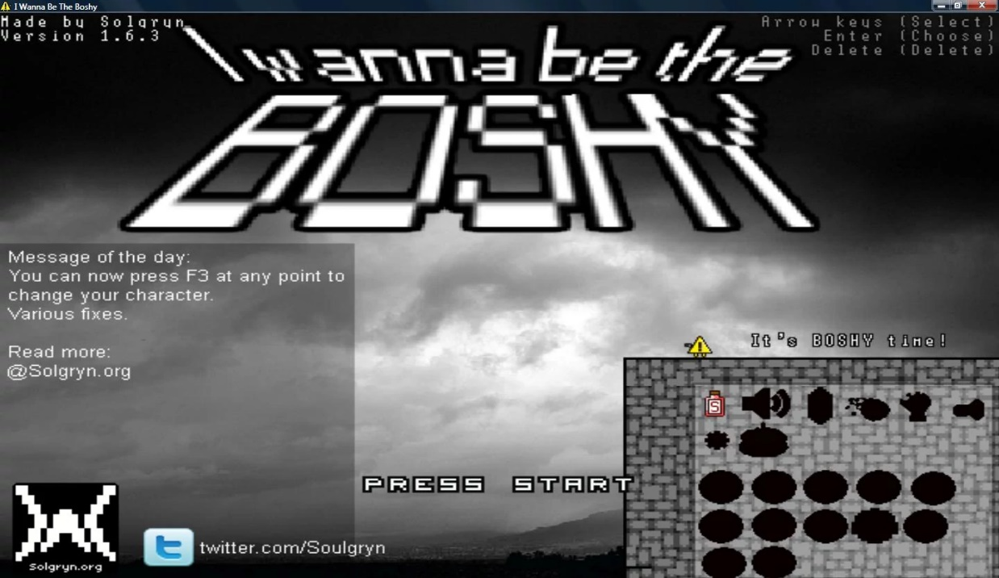 I Wanna Be The Boshy
Made by Solgryn
Version 1.6.3
Arrow keys (Select)
Enter (Choose)
Delete (Delete)
I wanna be the
BOSHY
Message of the day:
You can now press F3 at any point to
change your character.
Various fixes.
Read more:
@Solgryn.org
It's BOSHY time!
S
PRESS START
Solgryn.org
twitter.com/Soulgryn